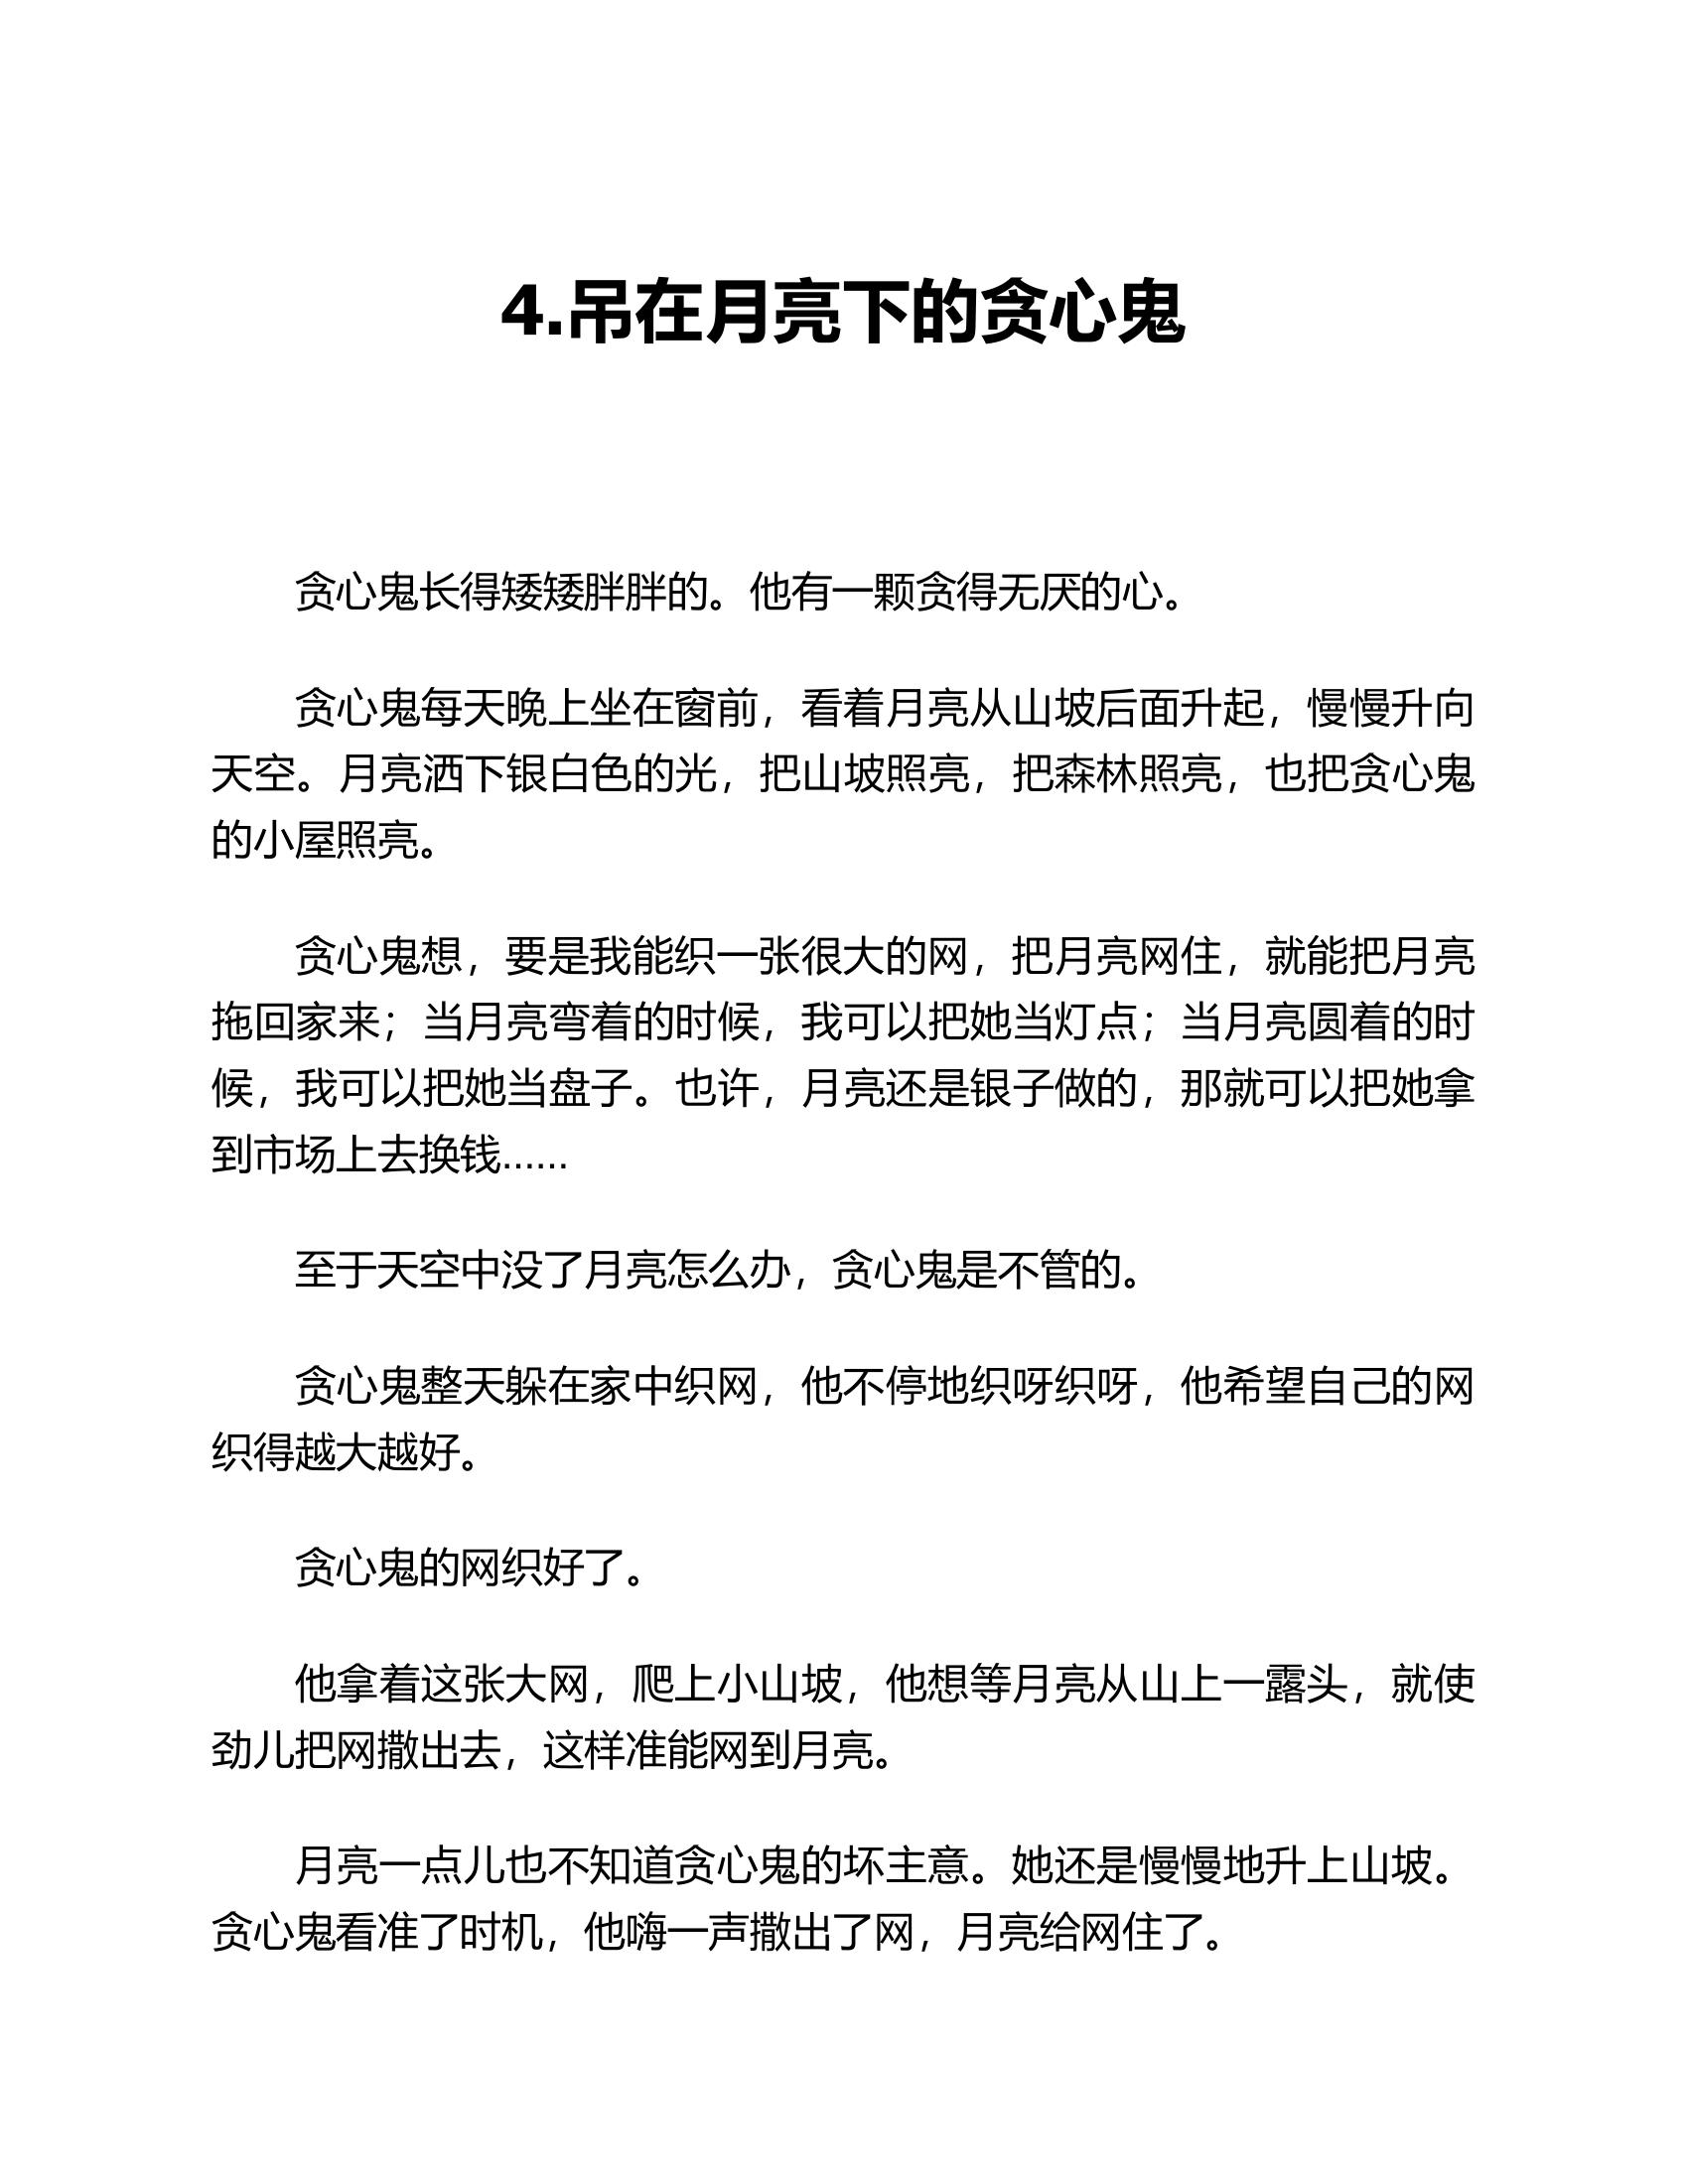 4.吊在月亮下的贪心鬼
贪心鬼长得矮矮胖胖的。他有一颗贪得无厌的心。
贪心鬼每天晚上坐在窗前，看着月亮从山坡后面升起，慢慢升向
天空。月亮洒下银白色的光，把山坡照亮，把森林照亮，也把贪心鬼
的小屋照亮。
贪心鬼想，要是我能织一张很大的网，把月亮网住，就能把月亮
拖回家来；当月亮弯着的时候，我可以把她当灯点；当月亮圆着的时
候，我可以把她当盘子。也许，月亮还是银子做的，那就可以把她拿
到市场上去换钱……
至于天空中没了月亮怎么办，贪心鬼是不管的。
贪心鬼整天躲在家中织网，他不停地织呀织呀，他希望自己的网
织得越大越好。
贪心鬼的网织好了。
他拿着这张大网，爬上小山坡，他想等月亮从山上一露头，就使
劲儿把网撒出去，这样准能网到月亮。
月亮一点儿也不知道贪心鬼的坏主意。她还是慢慢地升上山坡。
贪心鬼看准了时机，他嗨一声撒出了网，月亮给网住了。